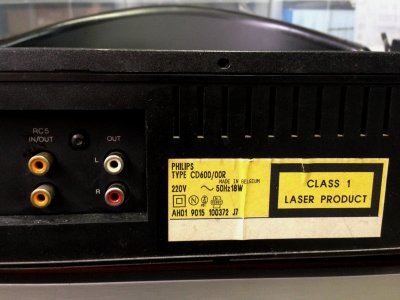 RC5
IN/OUT
OUT
L
R
PHILIPS
TYPE CD600/00R
MADE IN BELGIUM
220V ~ 50Hz 18W
N
AH01 9015 100372 J7
CLASS 1
LASER PRODUCT